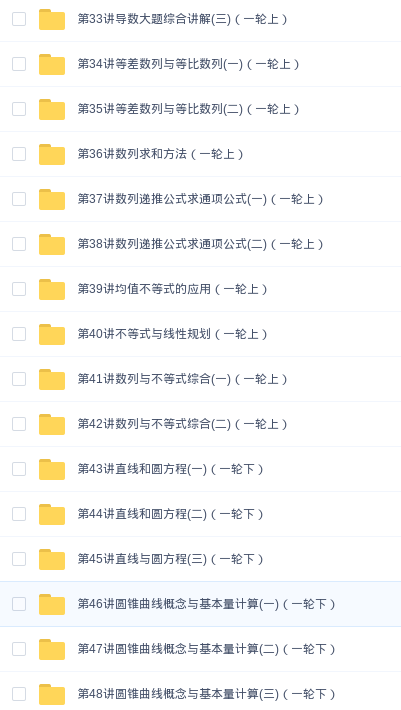 第33讲导数大题综合讲解(三)（一轮上）
第34讲等差数列与等比数列(一)（一轮上）
第35讲等差数列与等比数列(二)（一轮上）
第36讲数列求和方法（一轮上）
第37讲数列递推公式求通项公式(一)（一轮上）
第38讲数列递推公式求通项公式(二)（一轮上）
第39讲均值不等式的应用（一轮上）
第40讲不等式与线性规划（一轮上）
第41讲数列与不等式综合(一)（一轮上）
第42讲数列与不等式综合(二)（一轮上）
第43讲直线和圆方程(一)（一轮下）
第44讲直线和圆方程(二)（一轮下）
第45讲直线与圆方程(三)（一轮下）
第46讲圆锥曲线概念与基本量计算(一)（一轮下）
第47讲圆锥曲线概念与基本量计算(二)（一轮下）
第48讲圆锥曲线概念与基本量计算(三)（一轮下）